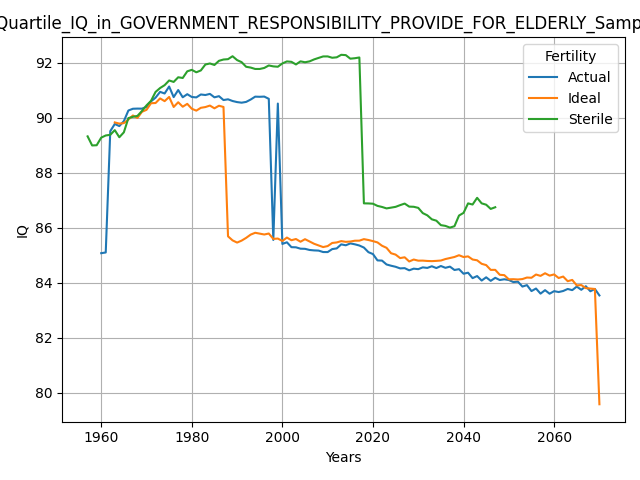 Quartile_IQ_in_GOVERNMENT_RESPONSIBILITY_PROVIDE_FOR_ELDERLY_Samp
Fertility
Actual
Ideal
Sterile
IQ
92
90
88
86
84
82
80
1960 1980 2000 2020 2040 2060
Years